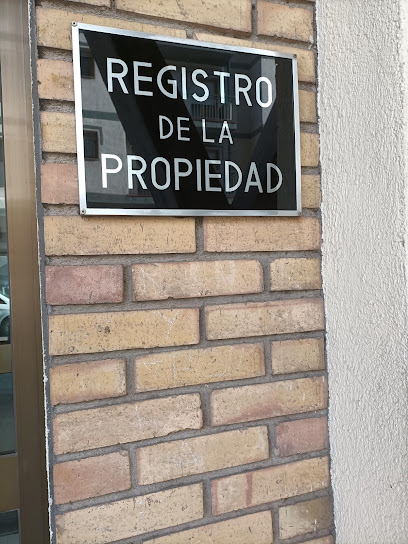 REGISTRO
DE LA
PROPIEDAD